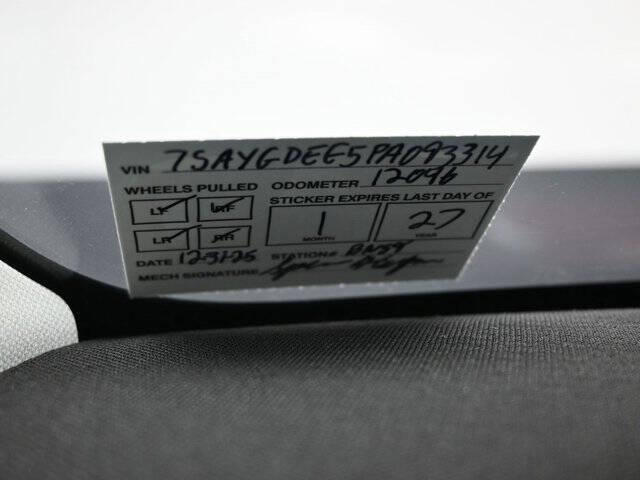 VIN 7SAYGDEE5PA093314
WHEELS PULLED ODOMETER 12096
LF RF STICKER EXPIRES LAST DAY OF
LR RR 1 27
MONTH YEAR
DATE 12-31-25 STATION#
MECH SIGNATURE